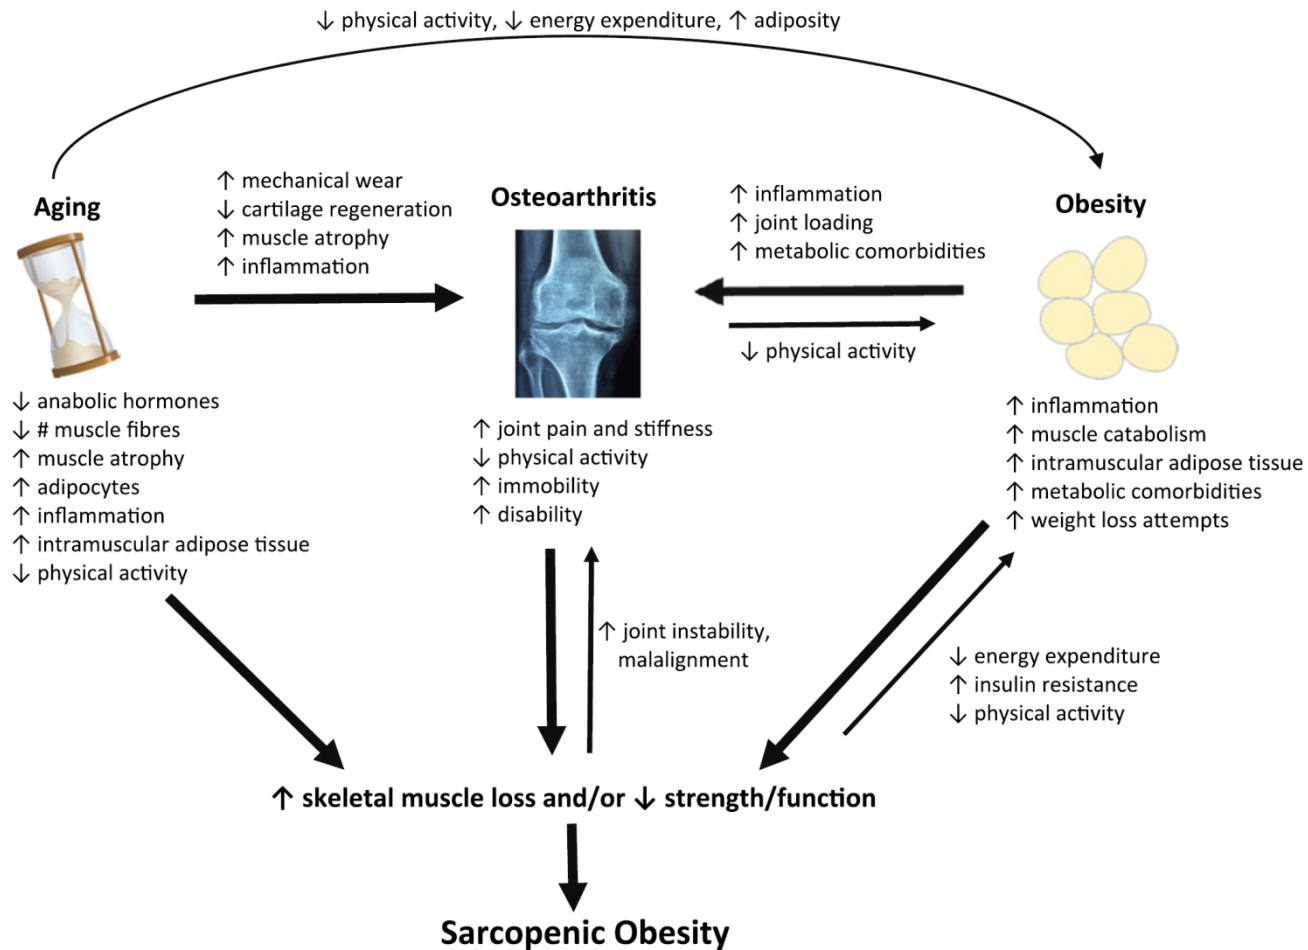 ↓ physical activity, ↓ energy expenditure, ↑ adiposity
Aging
↑ mechanical wear
↓ cartilage regeneration
↑ muscle atrophy
↑ inflammation
Osteoarthritis
↑ inflammation
↑ joint loading
↑ metabolic comorbidities
Obesity
↓ physical activity
↓ anabolic hormones
↓ # muscle fibres
↑ muscle atrophy
↑ adipocytes
↑ inflammation
↑ intramuscular adipose tissue
↓ physical activity
↑ joint pain and stiffness
↓ physical activity
↑ immobility
↑ disability
↑ inflammation
↑ muscle catabolism
↑ intramuscular adipose tissue
↑ metabolic comorbidities
↑ weight loss attempts
↑ joint instability,
malalignment
↓ energy expenditure
↑ insulin resistance
↓ physical activity
↑ skeletal muscle loss and/or ↓ strength/function
Sarcopenic Obesity